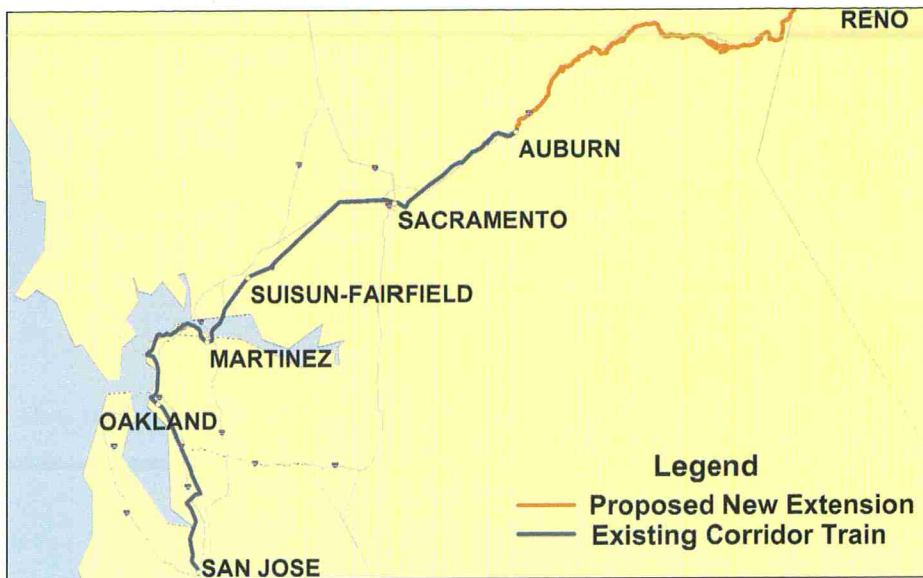 RENO
AUBURN
SACRAMENTO
SUISUN-FAIRFIELD
MARTINEZ
OAKLAND
SAN JOSE
Legend
Proposed New Extension
Existing Corridor Train